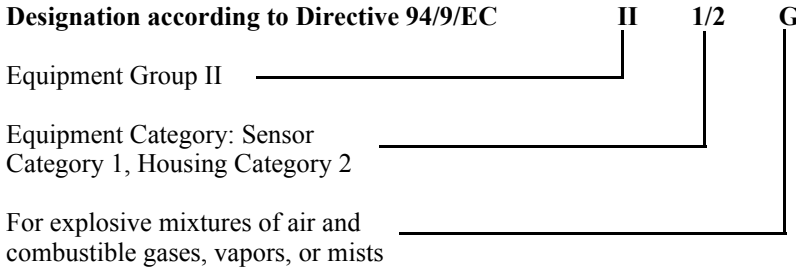 Designation according to Directive 94/9/EC II 1/2 G
Equipment Group II
Equipment Category: Sensor
Category 1, Housing Category 2
For explosive mixtures of air and
combustible gases, vapors, or mists